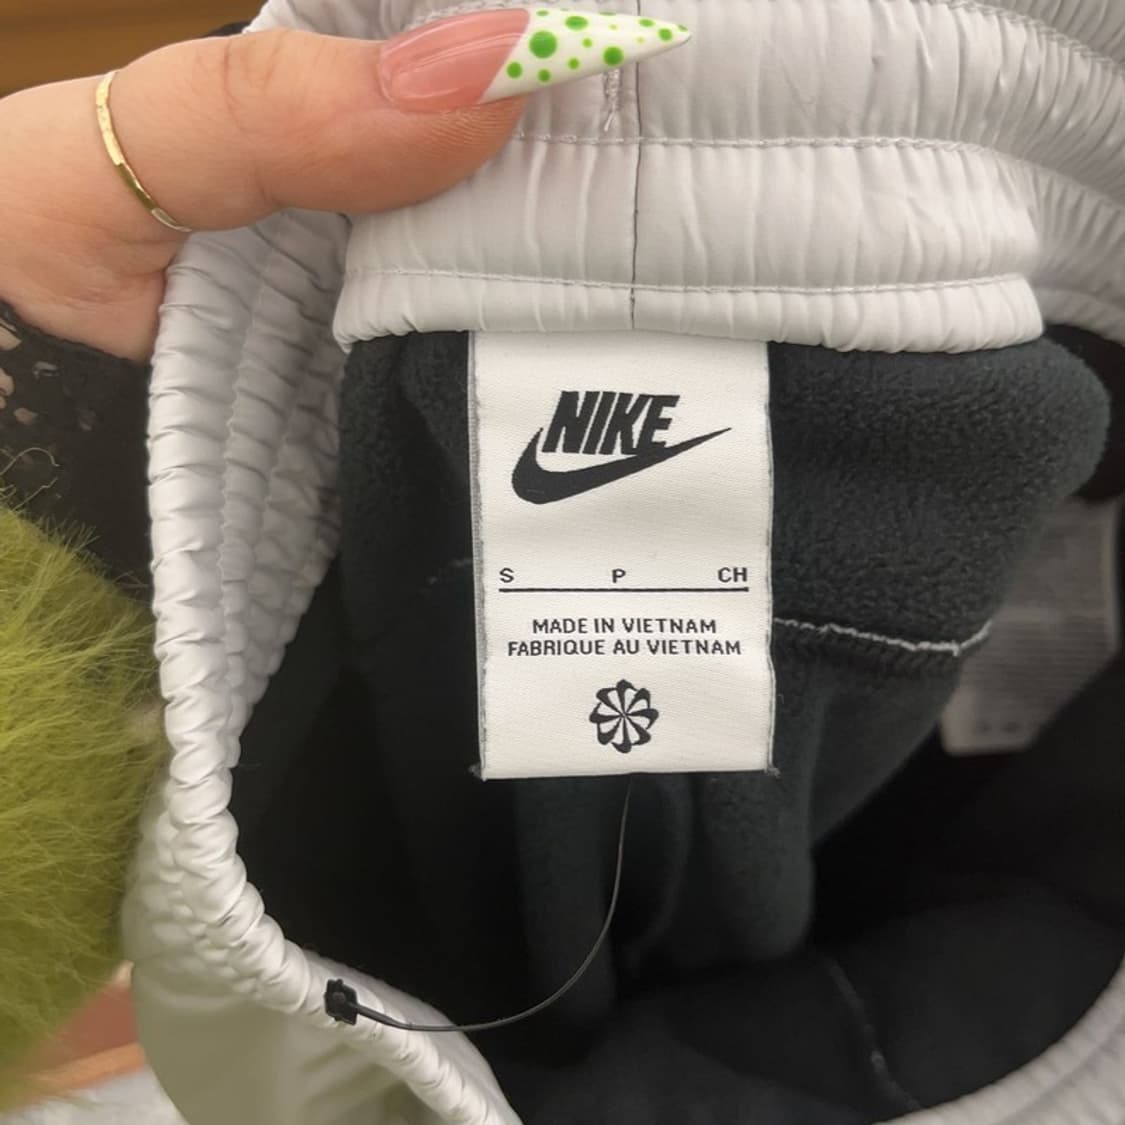 NIKE
S P CH
MADE IN VIETNAM
FABRIQUE AU VIETNAM